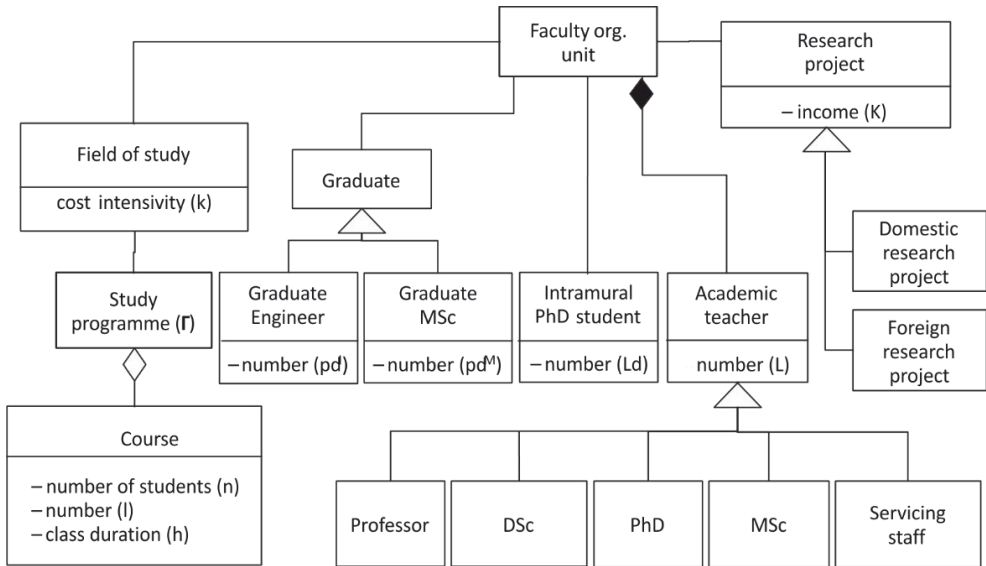 Faculty org.
unit
Research
project
– income (K)
Field of study
cost intensivity (k)
Graduate
Domestic
research
project
Study
programme (Γ)
Graduate
Engineer
– number (pdᴵ)
Graduate
MSc
– number (pdᴹ)
Intramural
PhD student
– number (Ld)
Academic
teacher
number (L)
Foreign
research
project
Course
– number of students (n)
– number (l)
– class duration (h)
Professor
DSc
PhD
MSc
Servicing
staff